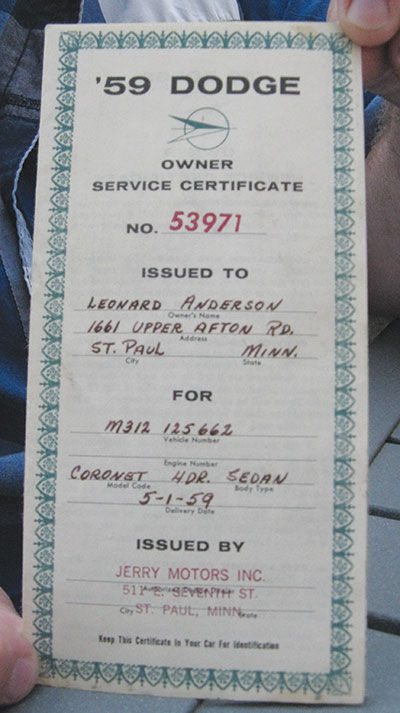 '59 DODGE
OWNER
SERVICE CERTIFICATE
NO. 53971
ISSUED TO
LEONARD ANDERSON
Owner's Name
1661 UPPER AFTON RD.
Address
ST. PAUL MINN.
City State
FOR
M312 125662
Vehicle Number
Engine Number
CORONET 4DR. SEDAN
Model Code Body Type
5-1-59
Delivery Date
ISSUED BY
JERRY MOTORS INC.
511 E. SEVENTH ST.
City ST. PAUL, MINN. State
Keep This Certificate In Your Car For Identification